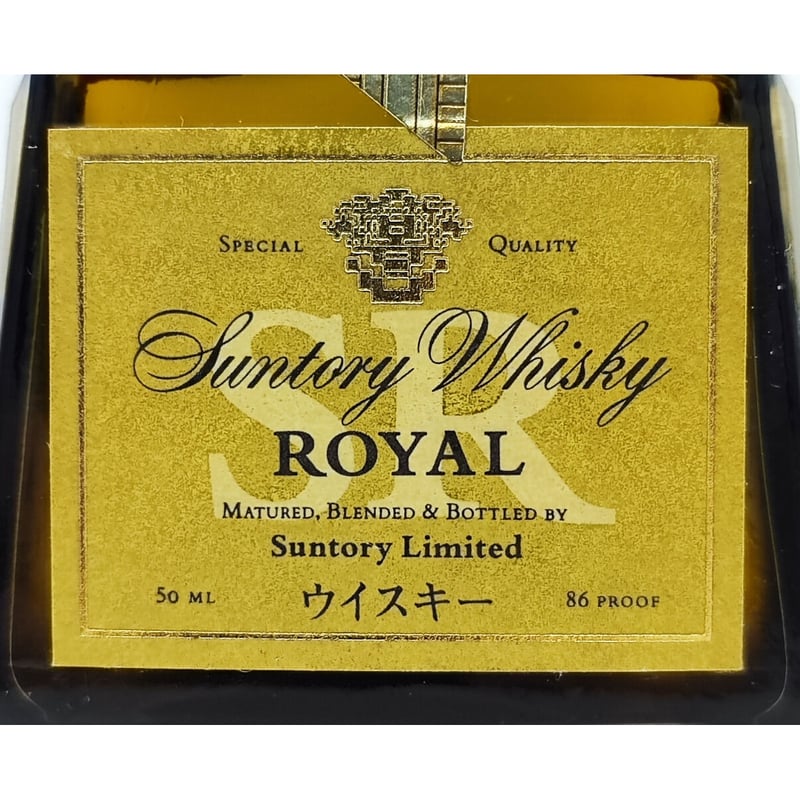 SPECIAL QUALITY
SR
Suntory Whisky
ROYAL
MATURED, BLENDED & BOTTLED BY
Suntory Limited
50 ML ウイスキー 86 PROOF